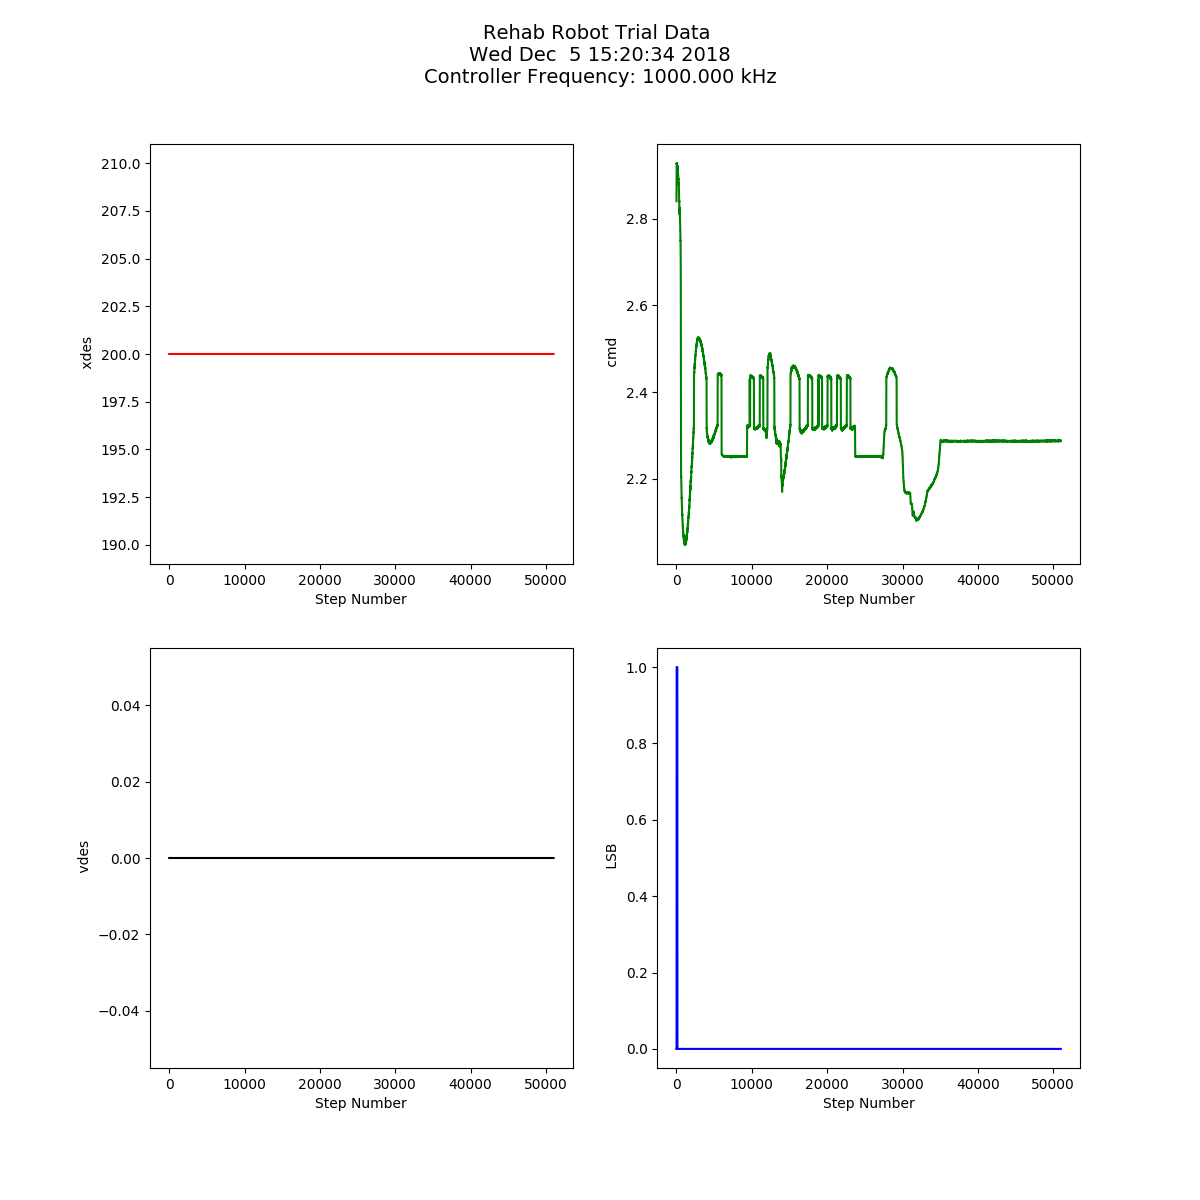 Rehab Robot Trial Data
Wed Dec  5 15:20:34 2018
Controller Frequency: 1000.000 kHz
210.0
207.5
205.0
202.5
200.0
197.5
195.0
192.5
190.0
xdes
0 10000 20000 30000 40000 50000
Step Number
2.8
2.6
2.4
2.2
cmd
0 10000 20000 30000 40000 50000
Step Number
0.04
0.02
0.00
−0.02
−0.04
vdes
0 10000 20000 30000 40000 50000
Step Number
1.0
0.8
0.6
0.4
0.2
0.0
LSB
0 10000 20000 30000 40000 50000
Step Number